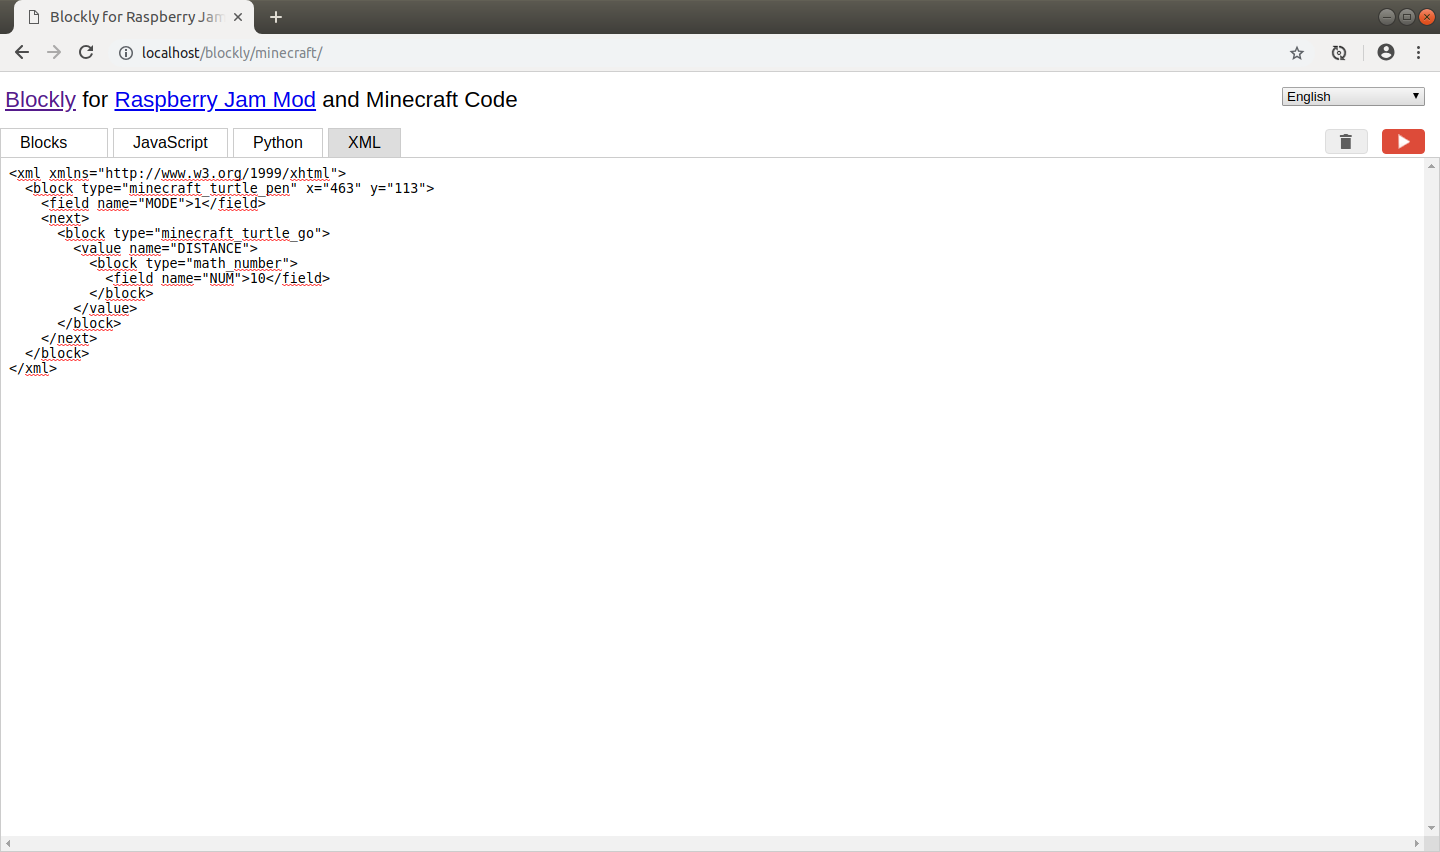 Blockly for Raspberry Jam
localhost/blockly/minecraft/
Blockly for Raspberry Jam Mod and Minecraft Code
English
Blocks
JavaScript
Python
XML
<xml xmlns="http://www.w3.org/1999/xhtml">
  <block type="minecraft_turtle_pen" x="463" y="113">
    <field name="MODE">1</field>
    <next>
      <block type="minecraft_turtle_go">
        <value name="DISTANCE">
          <block type="math_number">
            <field name="NUM">10</field>
          </block>
        </value>
      </block>
    </next>
  </block>
</xml>